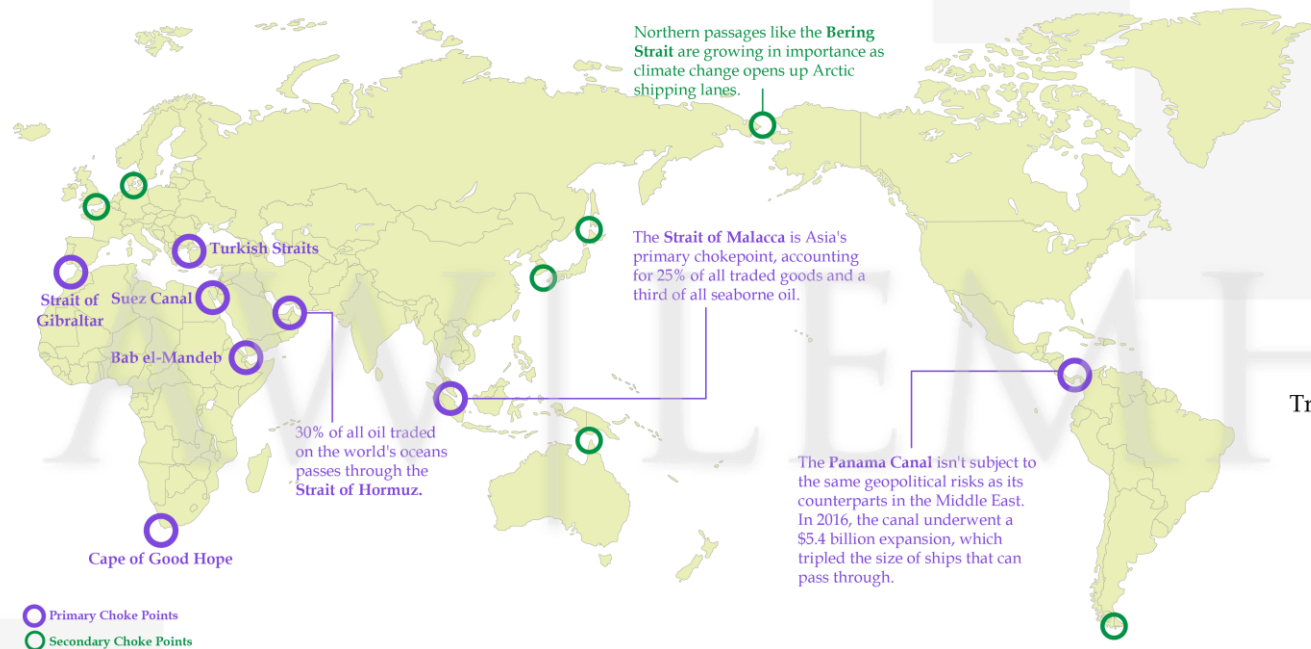 Northern passages like the Bering
Strait are growing in importance as
climate change opens up Arctic
shipping lanes.
Turkish Straits
The Strait of Malacca is Asia's
primary chokepoint, accounting
for 25% of all traded goods and a
third of all seaborne oil.
Strait of
Gibraltar
Suez Canal
Bab el-Mandeb
30% of all oil traded
on the world's oceans
passes through the
Strait of Hormuz.
Tr
The Panama Canal isn't subject to
the same geopolitical risks as its
counterparts in the Middle East.
In 2016, the canal underwent a
$5.4 billion expansion, which
tripled the size of ships that can
pass through.
Cape of Good Hope
Primary Choke Points
Secondary Choke Points